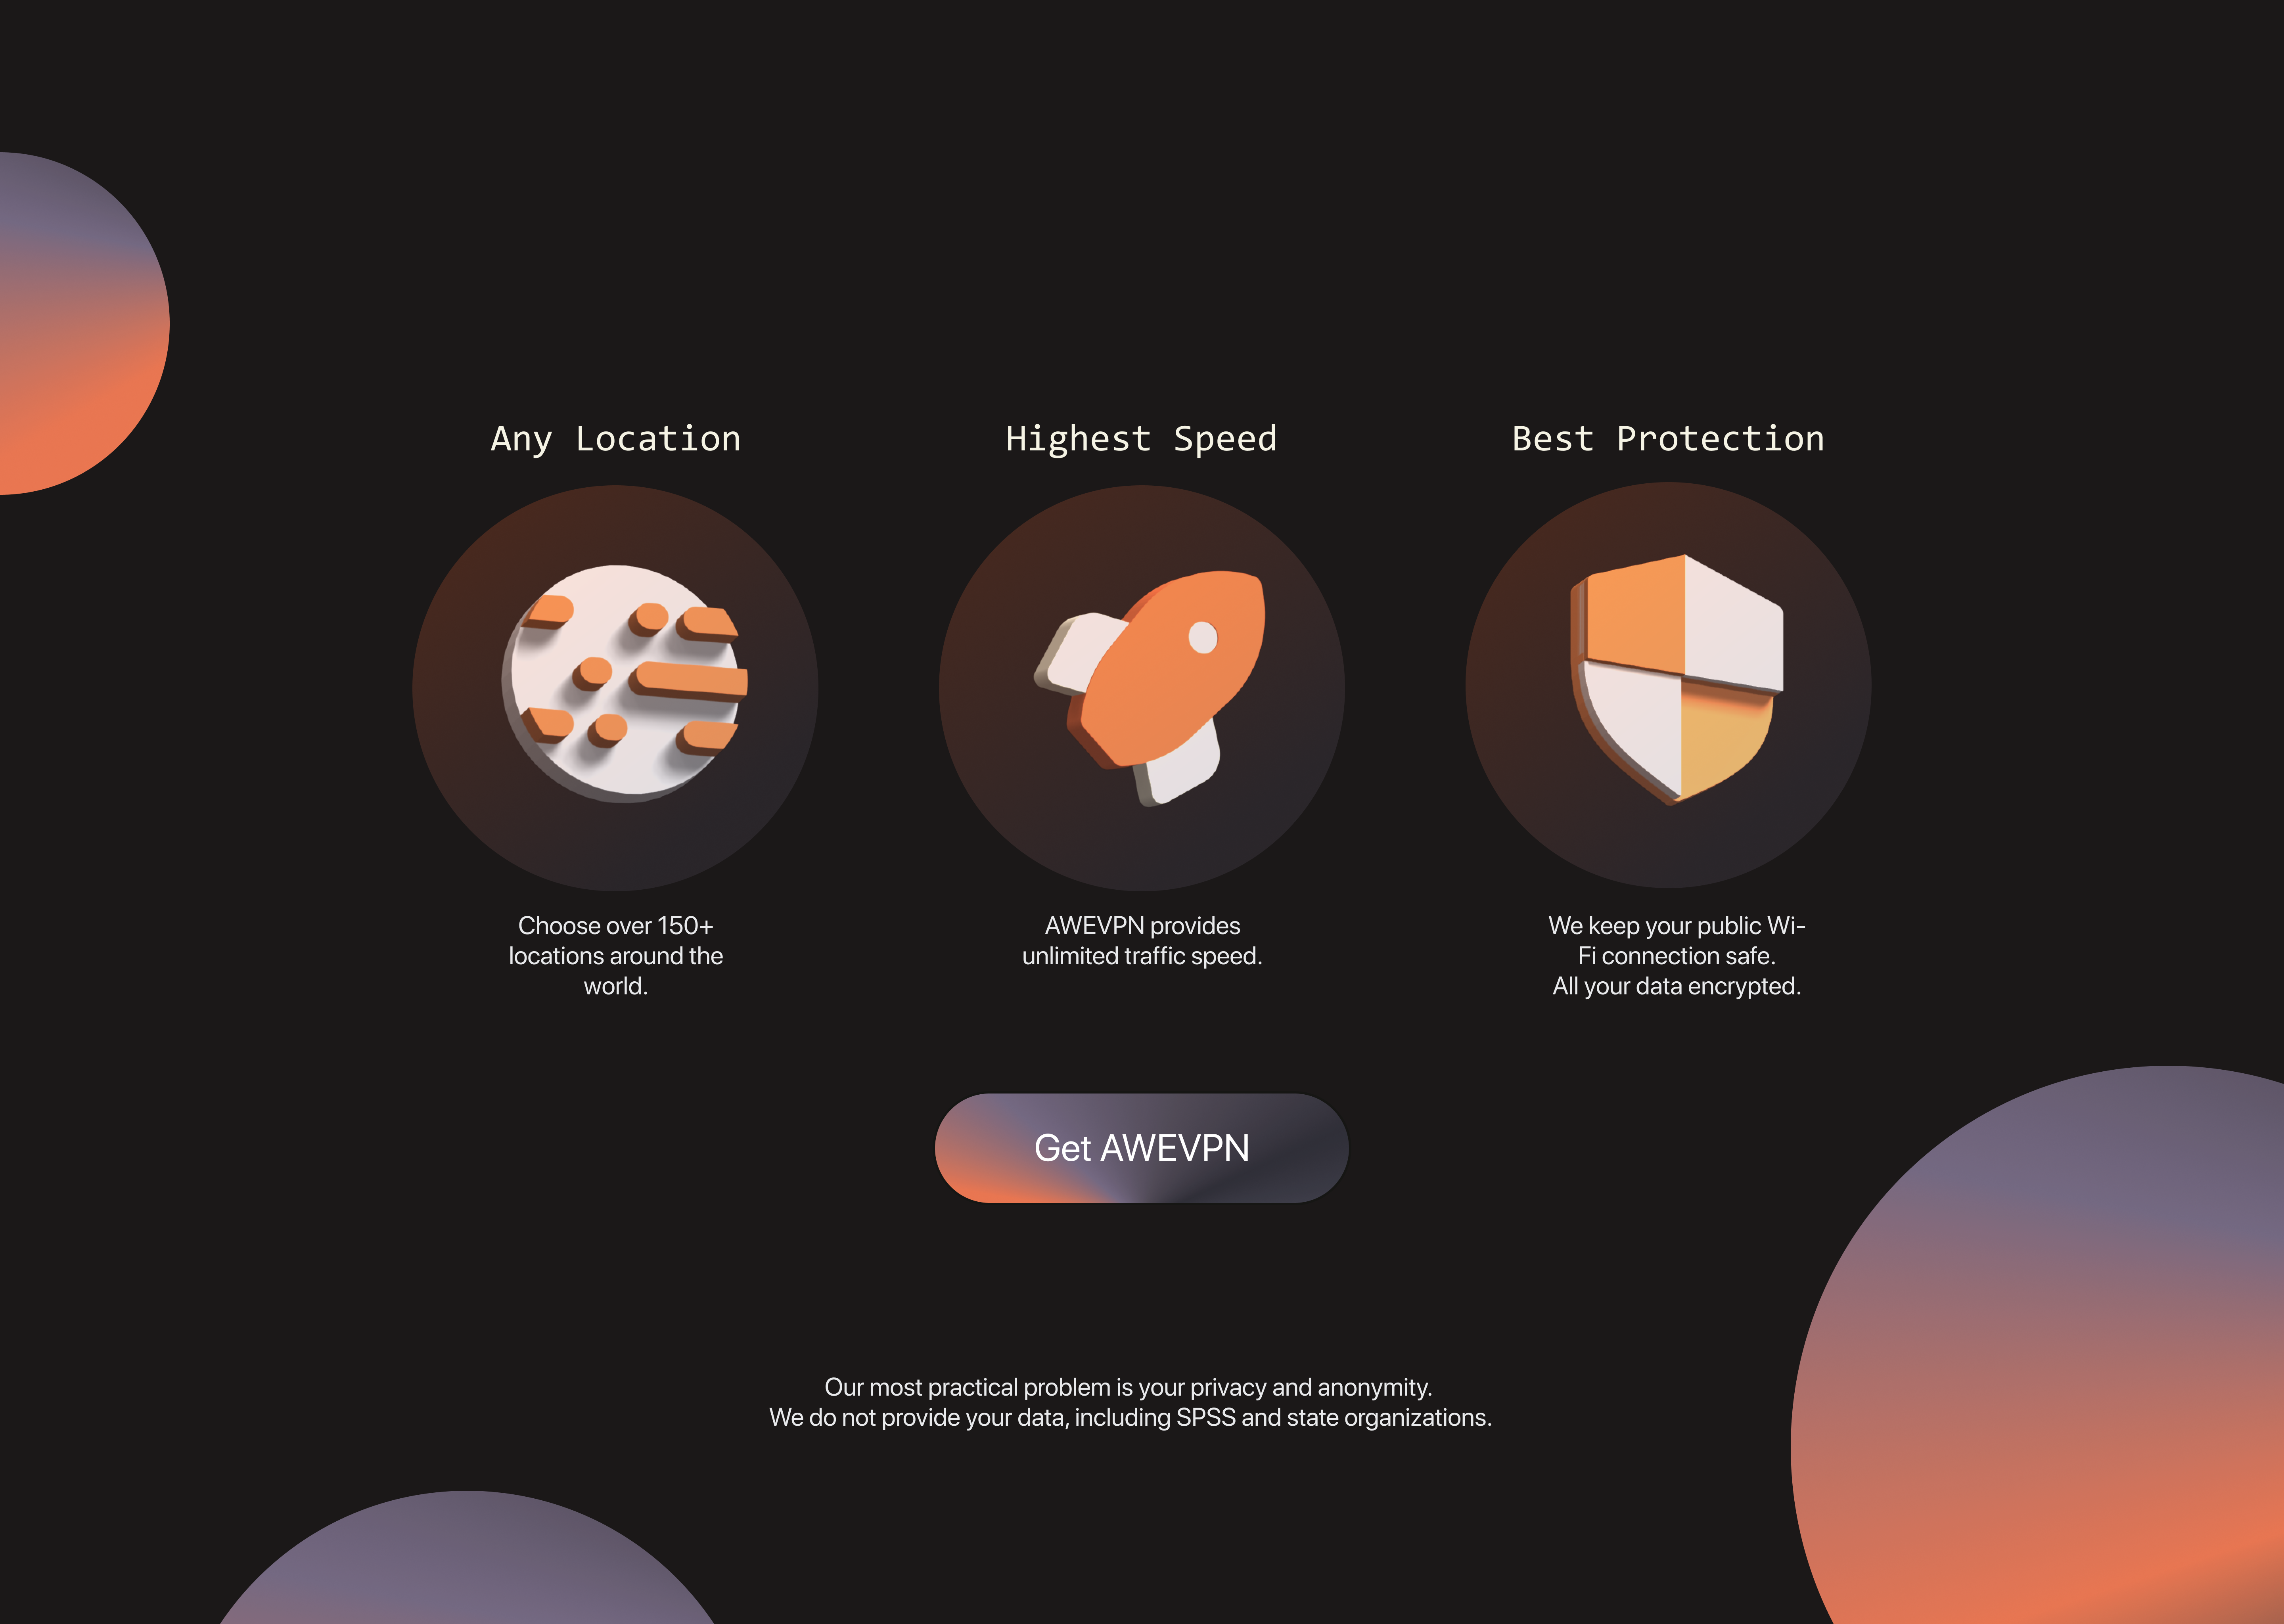 Any Location
Highest Speed
Best Protection
Choose over 150+
locations around the
world.
AWEVPN provides
unlimited traffic speed.
We keep your public Wi-
Fi connection safe.
All your data encrypted.
Get AWEVPN
Our most practical problem is your privacy and anonymity.
We do not provide your data, including SPSS and state organizations.